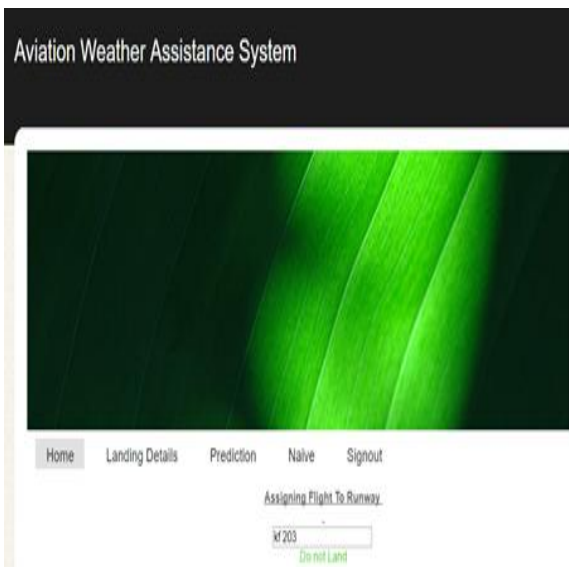 Aviation Weather Assistance System
Home Landing Details Prediction Naive Signout
Assigning Flight To Runway
kf 203
Do not Land